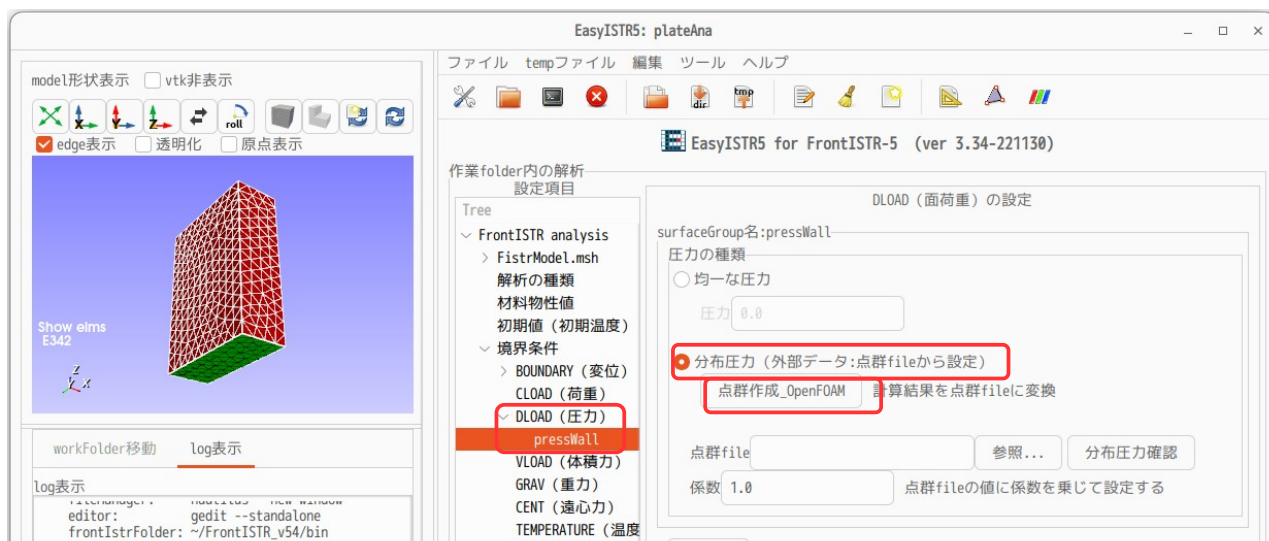 EasyISTR5: plateAna
model形状表示 vtk非表示
roll
edge表示 透明化 原点表示
Show elms
E342
Z
Y X
workFolder移動 log表示
log表示
editor: gedit --standalone
frontIstrFolder: ~/FrontISTR_v54/bin
ファイル tempファイル 編集 ツール ヘルプ
dir tmp
EasyISTR5 for FrontISTR-5 (ver 3.34-221130)
作業folder内の解析
設定項目
Tree
FrontISTR analysis
FistrModel.msh
解析の種類
材料物性値
初期値（初期温度）
境界条件
BOUNDARY（変位）
CLOAD（荷重）
DLOAD（圧力）
pressWall
VLOAD（体積力）
GRAV（重力）
CENT（遠心力）
TEMPERATURE（温度
DLOAD（面荷重）の設定
surfaceGroup名:pressWall
圧力の種類
均一な圧力
圧力 0.0
分布圧力（外部データ:点群fileから設定）
点群作成_OpenFOAM 計算結果を点群fileに変換
点群file 参照... 分布圧力確認
係数 1.0 点群fileの値に係数を乗じて設定する